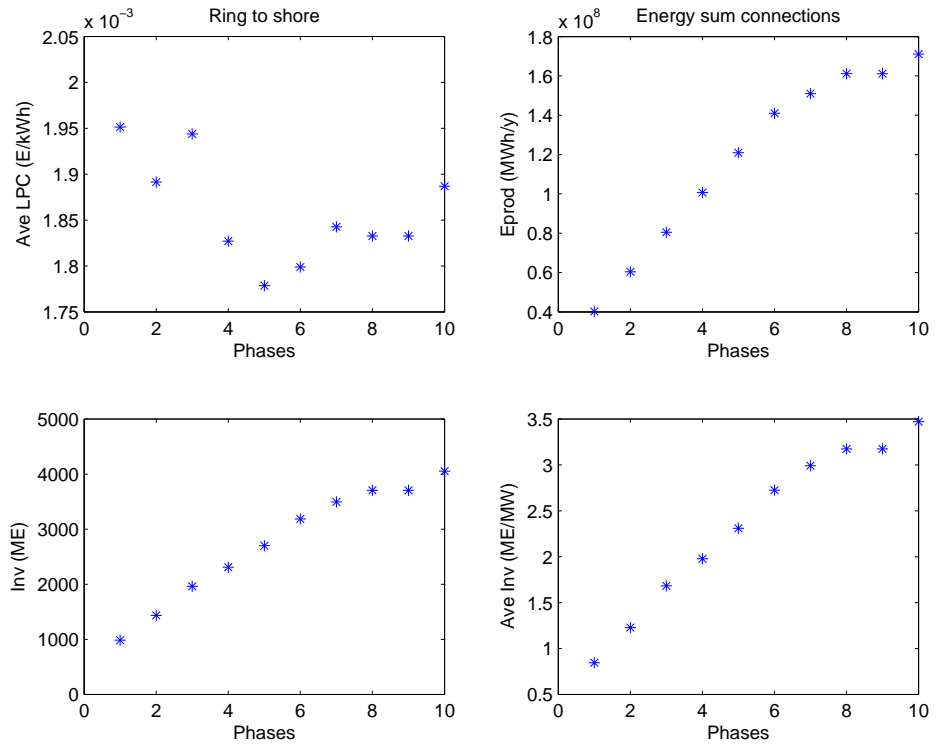 Ring to shore
x 10⁻³
2.05
2
1.95
1.9
1.85
1.8
1.75
Ave LPC (E/kWh)
0 2 4 6 8 10
Phases
Energy sum connections
x 10⁸
1.8
1.6
1.4
1.2
1
0.8
0.6
0.4
Eprod (MWh/y)
0 2 4 6 8 10
Phases
5000
4000
3000
2000
1000
0
Inv (ME)
0 2 4 6 8 10
Phases
3.5
3
2.5
2
1.5
1
0.5
Ave Inv (ME/MW)
0 2 4 6 8 10
Phases